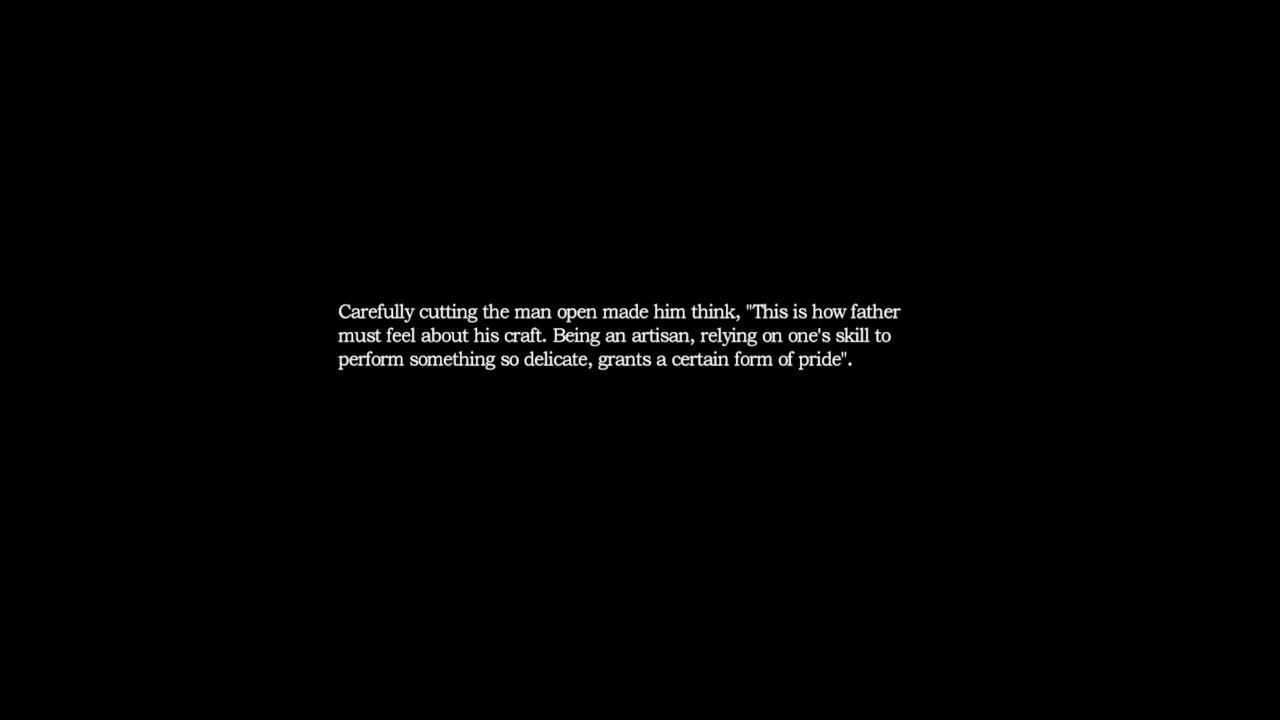 Carefully cutting the man open made him think, "This is how father
must feel about his craft. Being an artisan, relying on one's skill to
perform something so delicate, grants a certain form of pride".